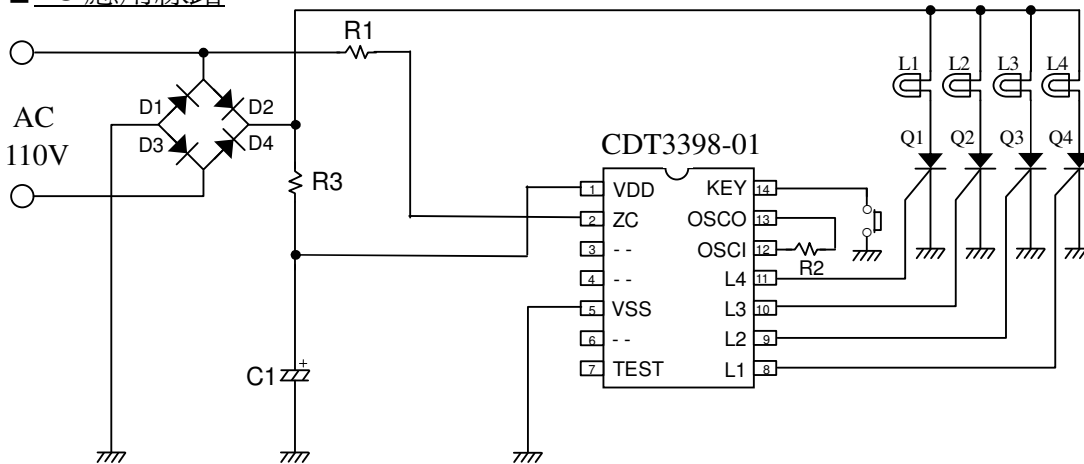 R1
L1 L2 L3 L4
D1 D2
AC
110V
D3 D4
Q1 Q2 Q3 Q4
CDT3398-01
R3
1 VDD KEY 14
2 ZC OSCO 13
3 -- OSCI 12
R2
4 -- L4 11
5 VSS L3 10
6 -- L2 9
7 TEST L1 8
C1 +